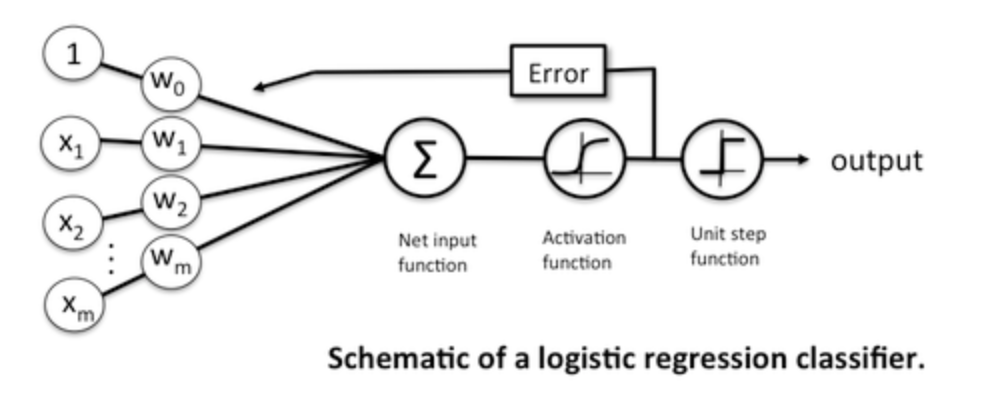 1
w₀
Error
x₁
w₁
Σ
output
x₂
w₂
wₘ
xₘ
Net input
function
Activation
function
Unit step
function
Schematic of a logistic regression classifier.